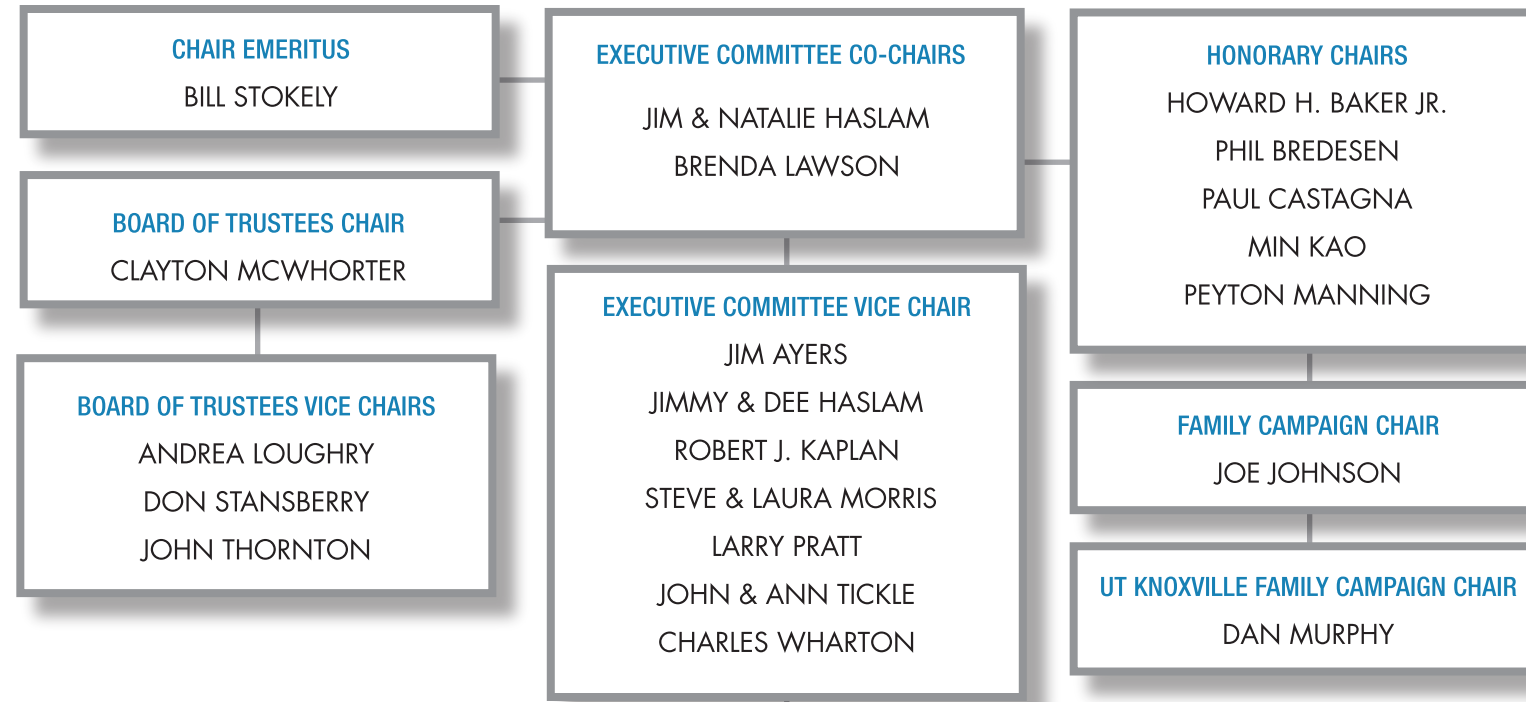 CHAIR EMERITUS
BILL STOKELY
BOARD OF TRUSTEES CHAIR
CLAYTON MCWHORTER
BOARD OF TRUSTEES VICE CHAIRS
ANDREA LOUGHRY
DON STANSBERRY
JOHN THORNTON
EXECUTIVE COMMITTEE CO-CHAIRS
JIM & NATALIE HASLAM
BRENDA LAWSON
EXECUTIVE COMMITTEE VICE CHAIR
JIM AYERS
JIMMY & DEE HASLAM
ROBERT J. KAPLAN
STEVE & LAURA MORRIS
LARRY PRATT
JOHN & ANN TICKLE
CHARLES WHARTON
HONORARY CHAIRS
HOWARD H. BAKER JR.
PHIL BREDESEN
PAUL CASTAGNA
MIN KAO
PEYTON MANNING
FAMILY CAMPAIGN CHAIR
JOE JOHNSON
UT KNOXVILLE FAMILY CAMPAIGN CHAIR
DAN MURPHY